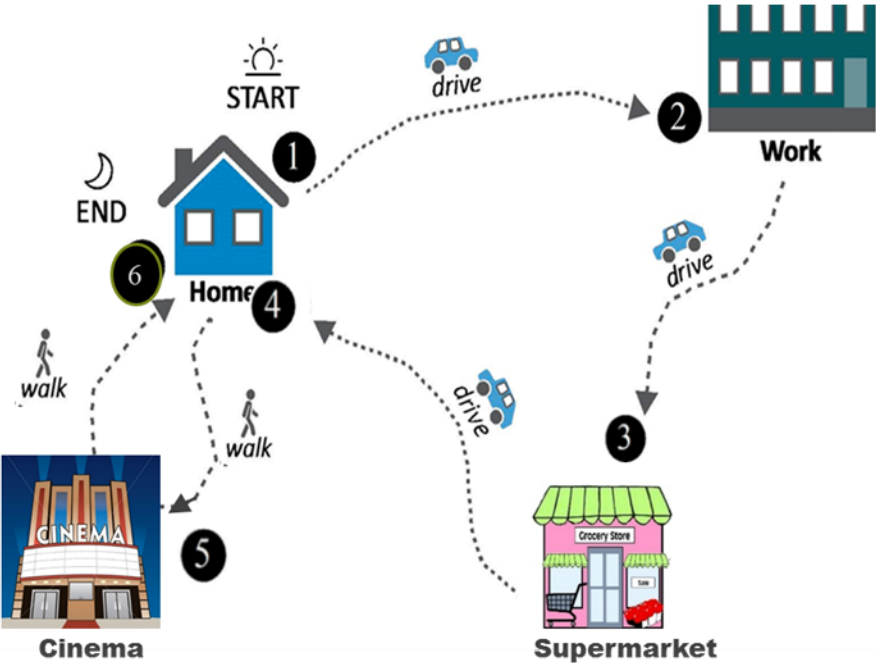 START
drive
1
2
Work
END
drive
6
Home
4
walk
walk
drive
3
Grocery Store
Sale
CINEMA
5
Cinema
Supermarket